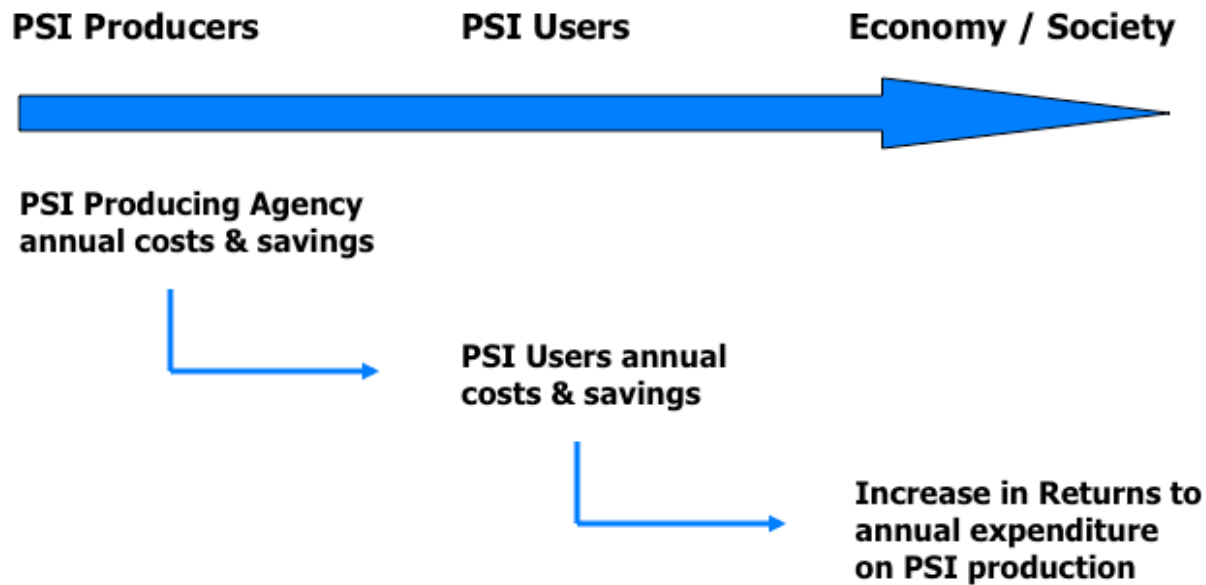 PSI Producers
PSI Users
Economy / Society
PSI Producing Agency
annual costs & savings
PSI Users annual
costs & savings
Increase in Returns to
annual expenditure
on PSI production